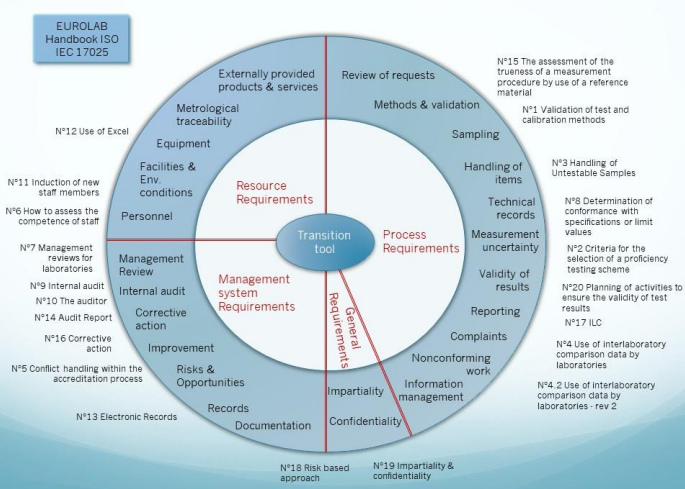 EUROLAB
Handbook ISO
IEC 17025
Externally provided
products & services
Metrological
traceability
Equipment
Facilities &
Env.
conditions
Personnel
Resource
Requirements
Review of requests
Methods & validation
Sampling
Handling of
items
Technical
records
Measurement
uncertainty
Validity of
results
Reporting
Complaints
Nonconforming
work
Information
management
Process
Requirements
Transition
tool
Management
system
Requirements
General
Requirements
Management
Review
Internal audit
Corrective
action
Improvement
Risks &
Opportunities
Records
Documentation
Impartiality
Confidentiality
N°12 Use of Excel
N°11 Induction of new
staff members
N°6 How to assess the
competence of staff
N°7 Management
reviews for
laboratories
N°9 Internal audit
N°10 The auditor
N°14 Audit Report
N°16 Corrective
action
N°5 Conflict handling within the
accreditation process
N°13 Electronic Records
N°18 Risk based
approach
N°19 Impartiality &
confidentiality
N°15 The assessment of the
trueness of a measurement
procedure by use of a reference
material
N°1 Validation of test and
calibration methods
N°3 Handling of
Untestable Samples
N°8 Determination of
conformance with
specifications or limit
values
N°2 Criteria for the
selection of a proficiency
testing scheme
N°20 Planning of activities to
ensure the validity of test
results
N°17 ILC
N°4 Use of interlaboratory
comparison data by
laboratories
N°4.2 Use of interlaboratory
comparison data by
laboratories - rev 2